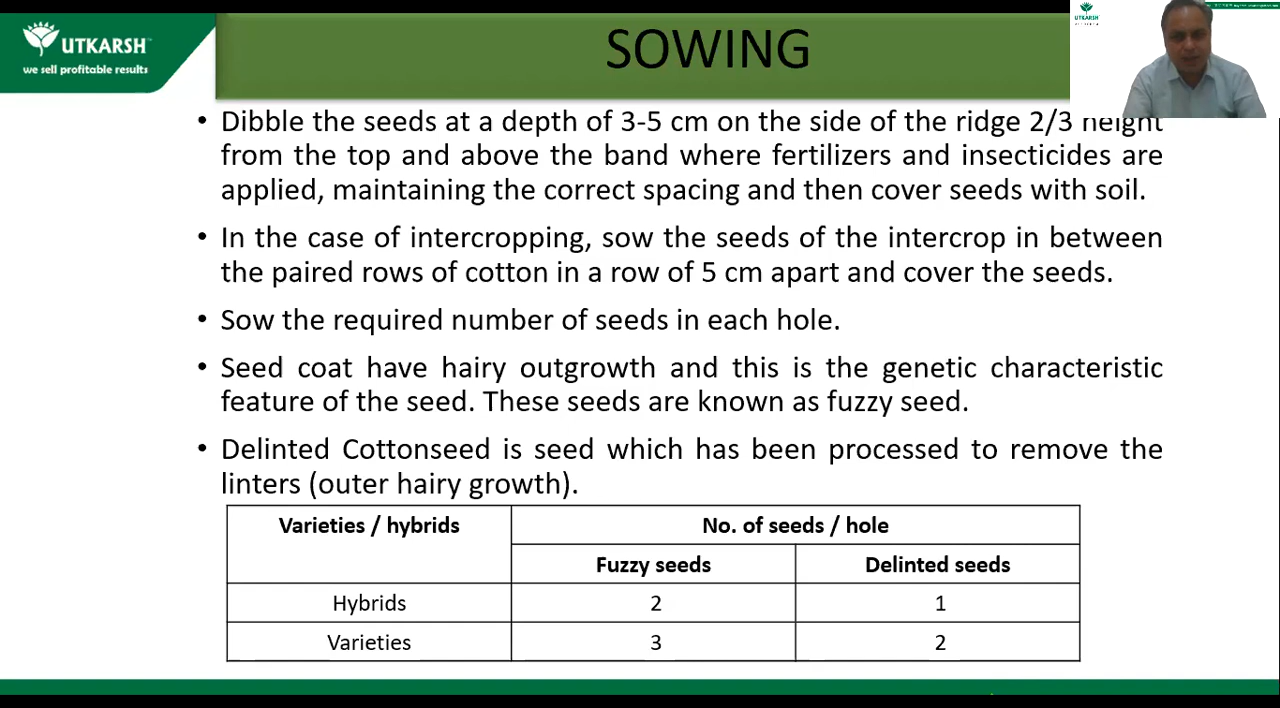 UTKARSH
we sell profitable results
SOWING
UTKARSH
• Dibble the seeds at a depth of 3-5 cm on the side of the ridge 2/3 height
from the top and above the band where fertilizers and insecticides are
applied, maintaining the correct spacing and then cover seeds with soil.
• In the case of intercropping, sow the seeds of the intercrop in between
the paired rows of cotton in a row of 5 cm apart and cover the seeds.
• Sow the required number of seeds in each hole.
• Seed coat have hairy outgrowth and this is the genetic characteristic
feature of the seed. These seeds are known as fuzzy seed.
• Delinted Cottonseed is seed which has been processed to remove the
linters (outer hairy growth).
Varieties / hybrids No. of seeds / hole
Fuzzy seeds Delinted seeds
Hybrids 2 1
Varieties 3 2